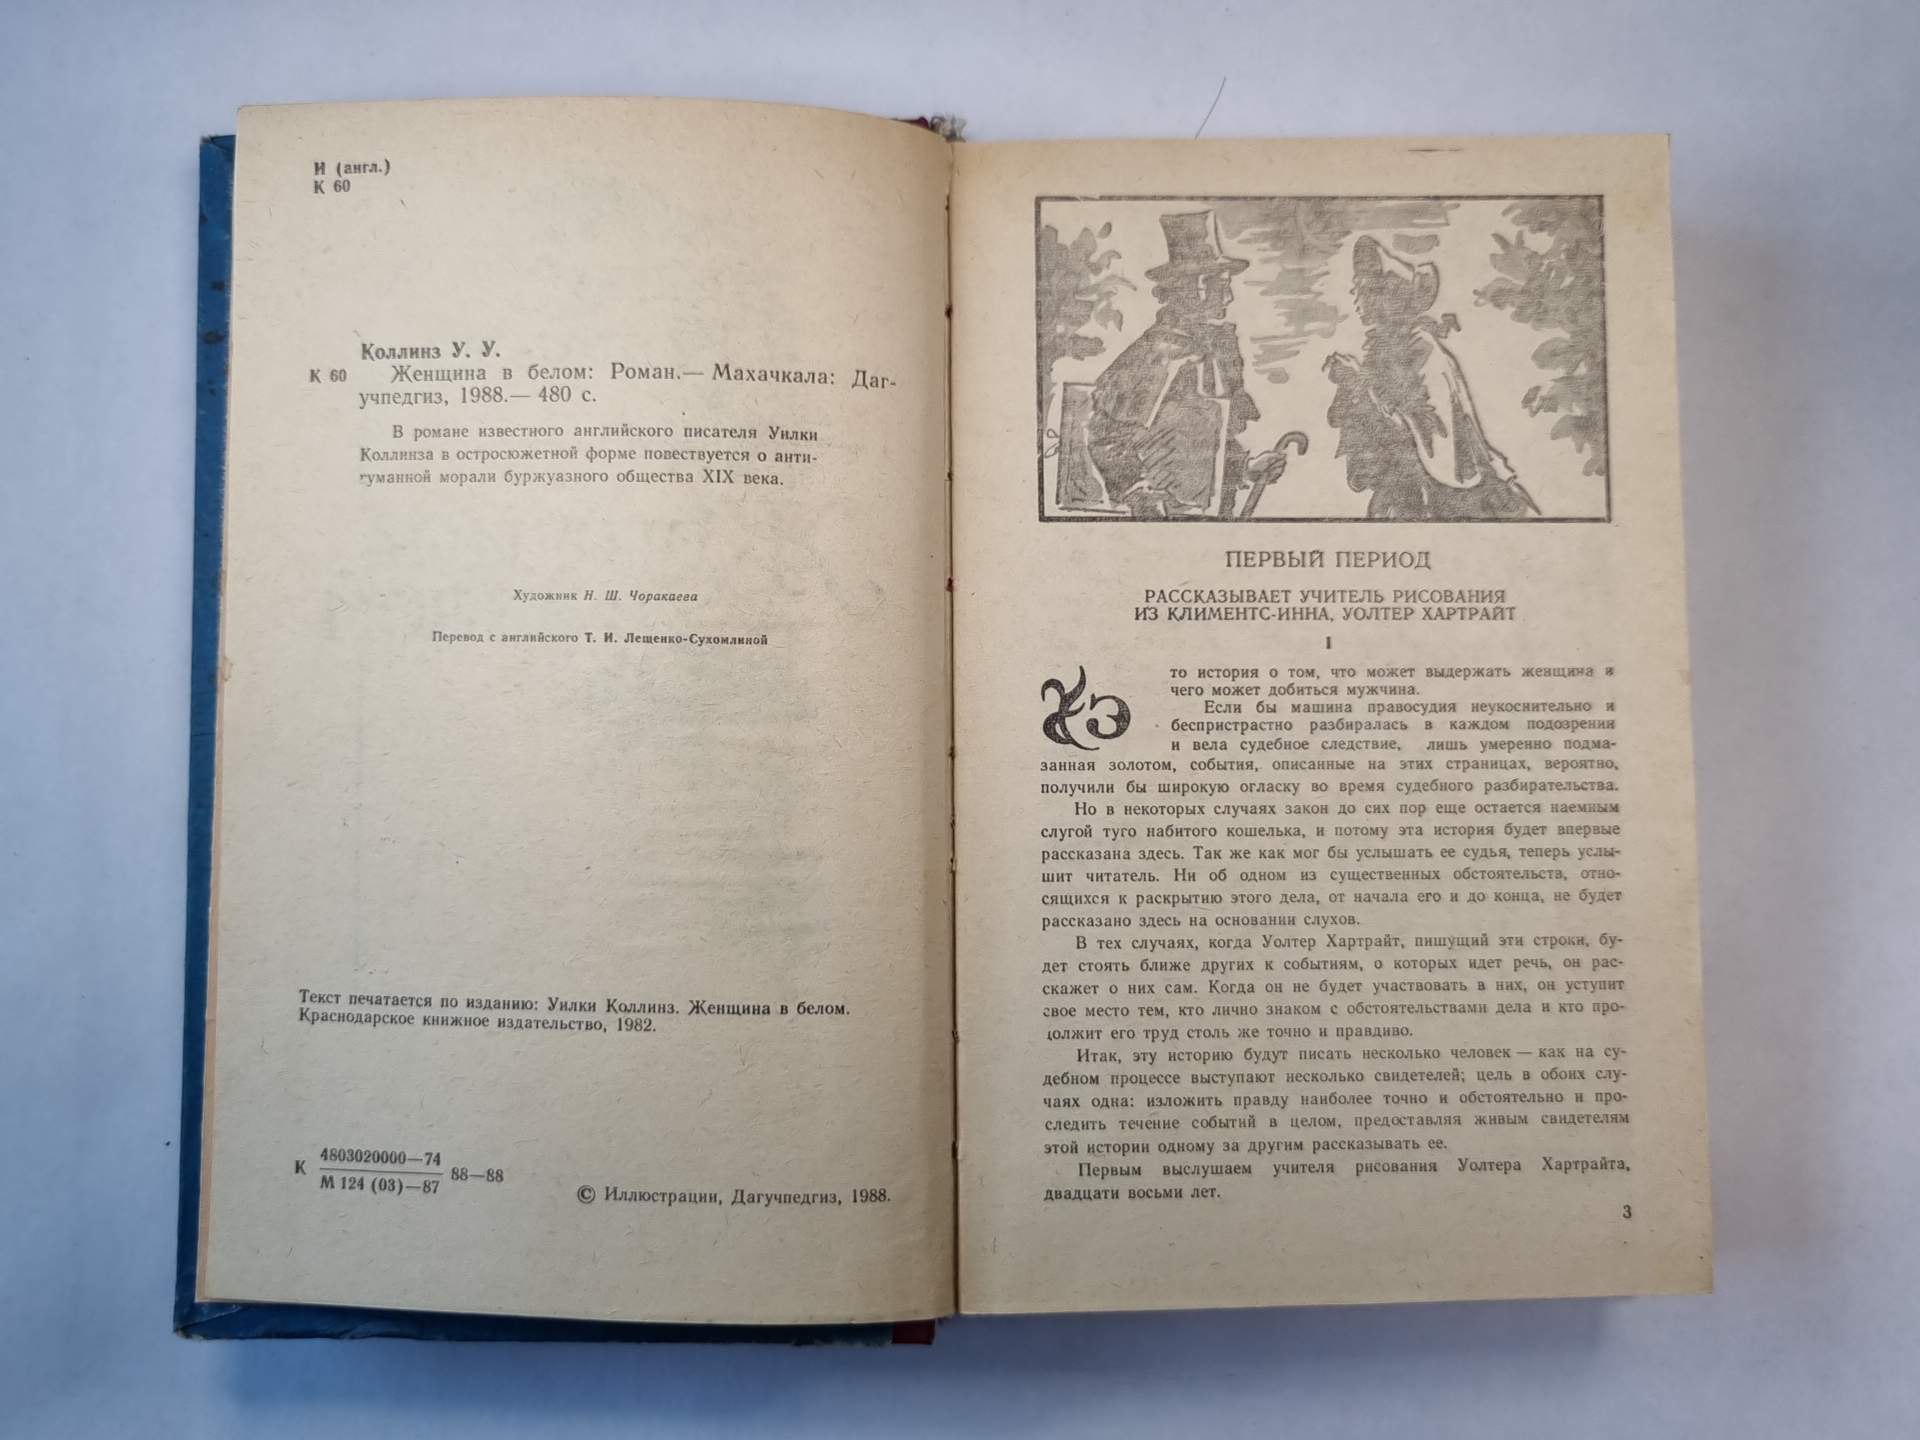 И (англ.)
К 60
Коллинз У. У.
К 60 Женщина в белом: Роман.— Махачкала: Даг-
учпедгиз, 1988.— 480 с.
В романе известного английского писателя Уилки
Коллинза в остросюжетной форме повествуется о анти-
гуманной морали буржуазного общества XIX века.
Художник Н. Ш. Чоракаева
Перевод с английского Т. И. Лещенко-Сухомлиной
Текст печатается по изданию: Уилки Коллинз. Женщина в белом.
Краснодарское книжное издательство, 1982.
К 4803020000—74
М 124 (03)—87 88—88
© Иллюстрации, Дагучпедгиз, 1988.
ПЕРВЫЙ ПЕРИОД
РАССКАЗЫВАЕТ УЧИТЕЛЬ РИСОВАНИЯ
ИЗ КЛИМЕНТС-ИННА, УОЛТЕР ХАРТРАЙТ
I
Это история о том, что может выдержать женщина и
чего может добиться мужчина.
Если бы машина правосудия неукоснительно и
беспристрастно разбиралась в каждом подозрении
и вела судебное следствие, лишь умеренно подма-
занная золотом, события, описанные на этих страницах, вероятно,
получили бы широкую огласку во время судебного разбирательства.
Но в некоторых случаях закон до сих пор еще остается наемным
слугой туго набитого кошелька, и потому эта история будет впервые
рассказана здесь. Так же как мог бы услышать ее судья, теперь услы-
шит читатель. Ни об одном из существенных обстоятельств, отно-
сящихся к раскрытию этого дела, от начала его и до конца, не будет
рассказано здесь на основании слухов.
В тех случаях, когда Уолтер Хартрайт, пишущий эти строки, бу-
дет стоять ближе других к событиям, о которых идет речь, он рас-
скажет о них сам. Когда он не будет участвовать в них, он уступит
свое место тем, кто лично знаком с обстоятельствами дела и кто про-
должит его труд столь же точно и правдиво.
Итак, эту историю будут писать несколько человек — как на су-
дебном процессе выступают несколько свидетелей; цель в обоих слу-
чаях одна: изложить правду наиболее точно и обстоятельно и про-
следить течение событий в целом, предоставляя живым свидетелям
этой истории одному за другим рассказывать ее.
Первым выслушаем учителя рисования Уолтера Хартрайта,
двадцати восьми лет.
3